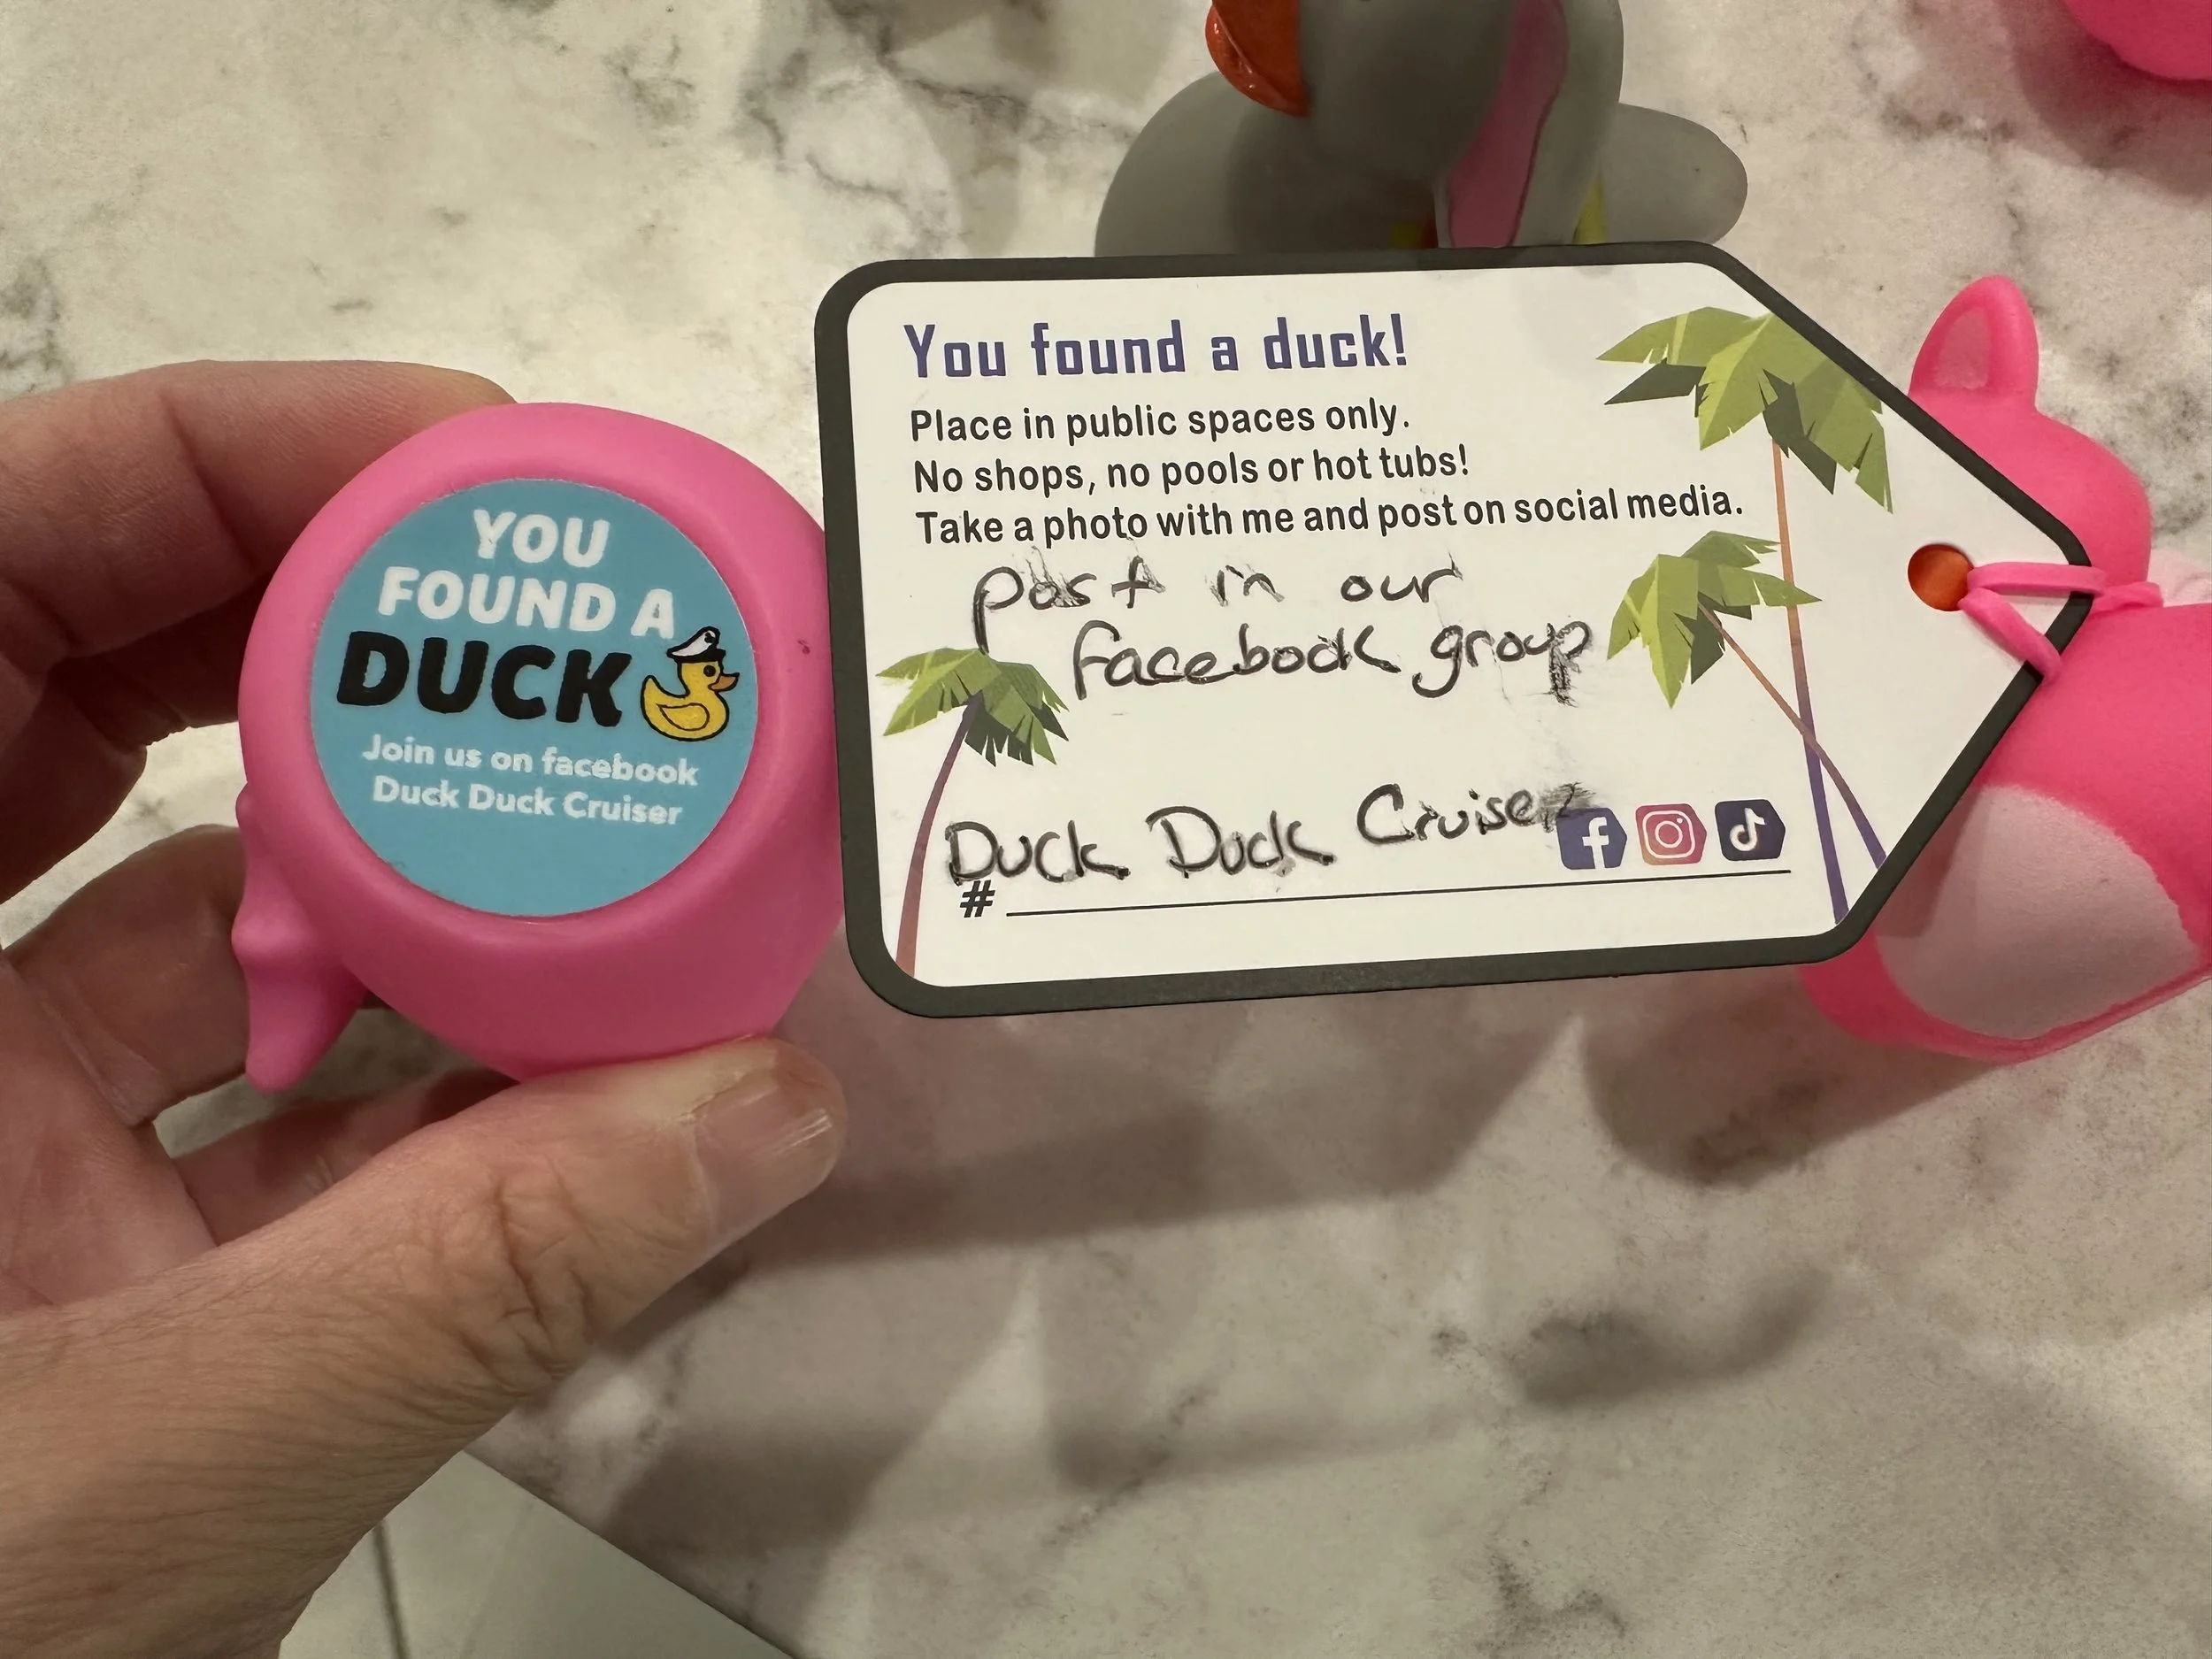 YOU
FOUND A
DUCK
Join us on facebook
Duck Duck Cruiser
You found a duck!
Place in public spaces only.
No shops, no pools or hot tubs!
Take a photo with me and post on social media.
post in our
facebook group
Duck Duck Cruiser
#